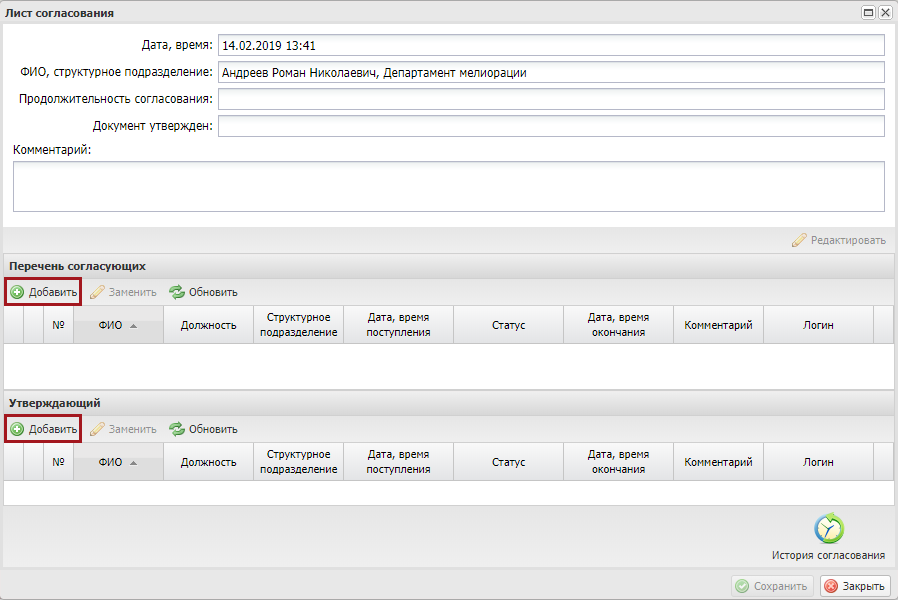 Лист согласования
Дата, время: 14.02.2019 13:41
ФИО, структурное подразделение: Андреев Роман Николаевич, Департамент мелиорации
Продолжительность согласования:
Документ утвержден:
Комментарий:
Редактировать
Перечень согласующих
Добавить Заменить Обновить
№ ФИО Должность Структурное подразделение Дата, время поступления Статус Дата, время окончания Комментарий Логин
Утверждающий
Добавить Заменить Обновить
№ ФИО Должность Структурное подразделение Дата, время поступления Статус Дата, время окончания Комментарий Логин
История согласования
Сохранить Закрыть